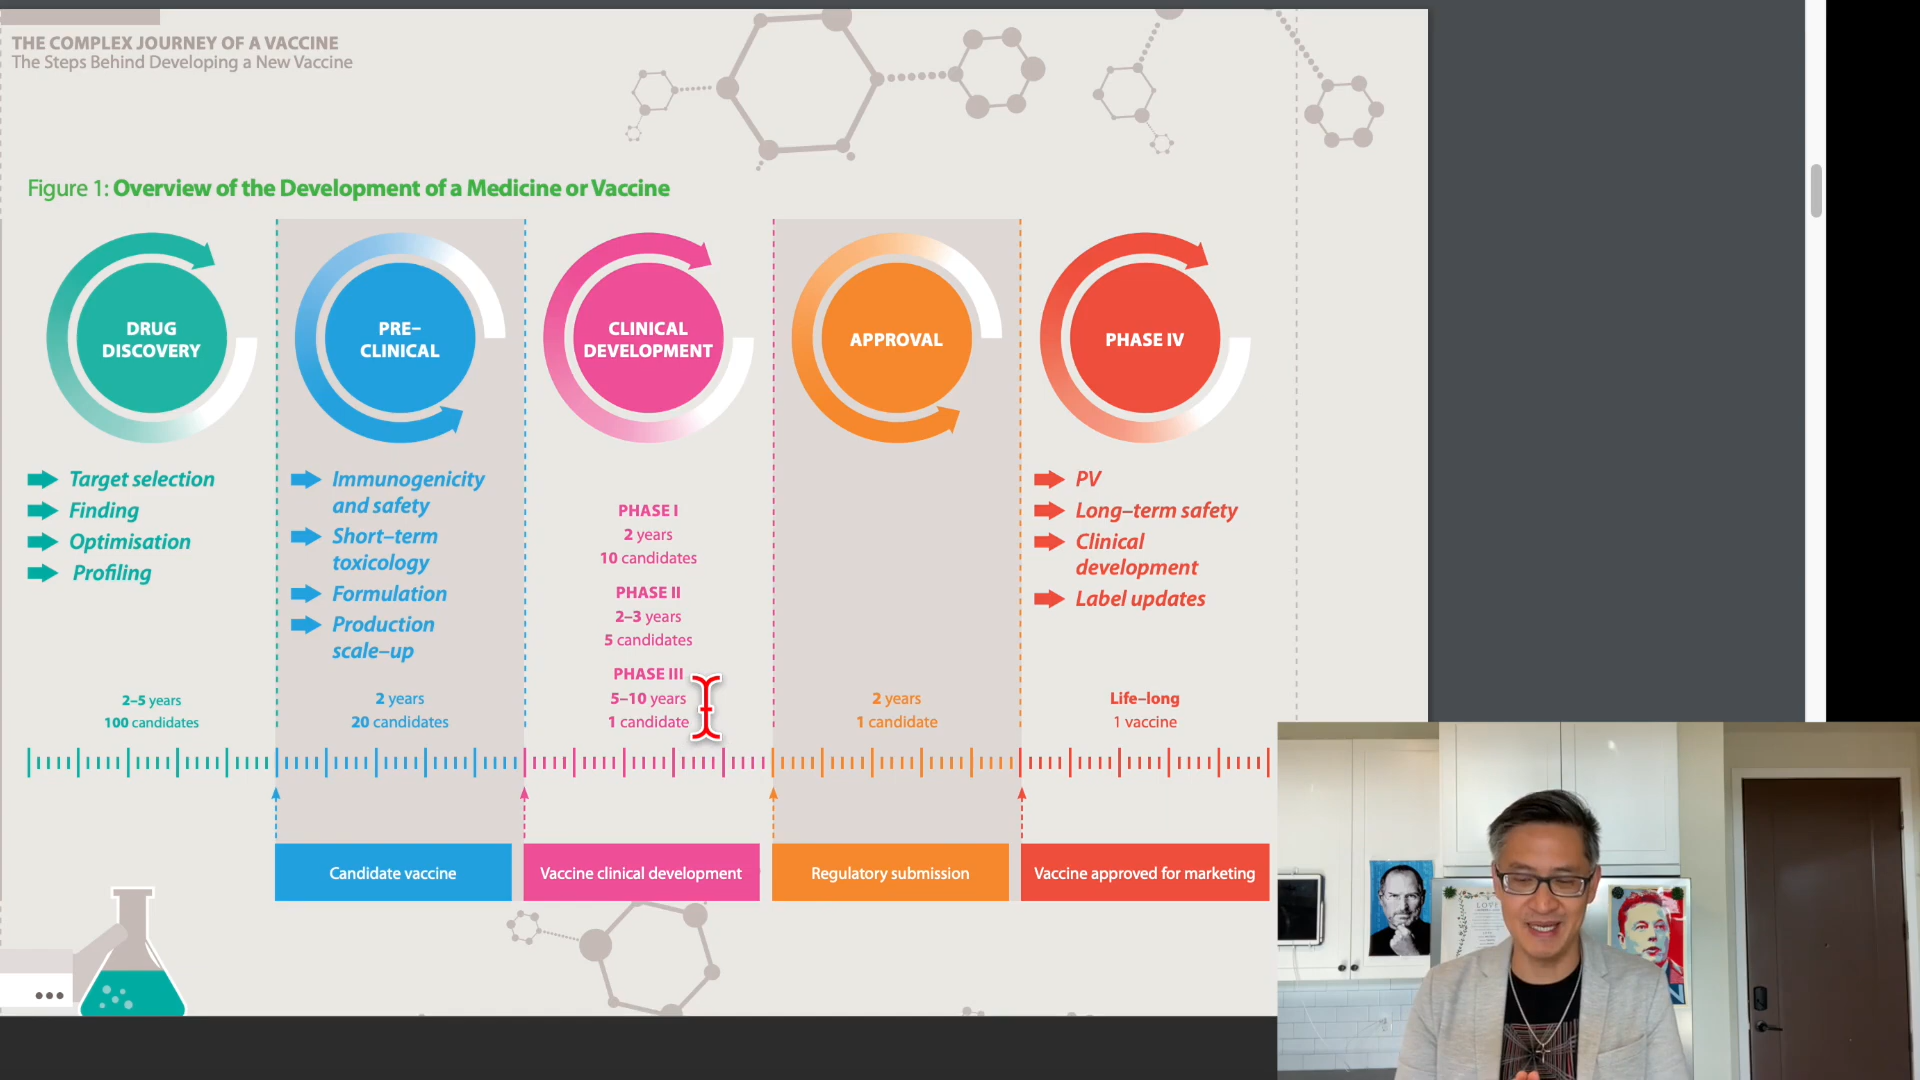 THE COMPLEX JOURNEY OF A VACCINE
The Steps Behind Developing a New Vaccine
Figure 1: Overview of the Development of a Medicine or Vaccine
DRUG
DISCOVERY
Target selection
Finding
Optimisation
Profiling
2–5 years
100 candidates
PRE–
CLINICAL
Immunogenicity
and safety
Short–term
toxicology
Formulation
Production
scale–up
2 years
20 candidates
CLINICAL
DEVELOPMENT
PHASE I
2 years
10 candidates
PHASE II
2–3 years
5 candidates
PHASE III
5–10 years
1 candidate
APPROVAL
2 years
1 candidate
PHASE IV
PV
Long–term safety
Clinical
development
Label updates
Life–long
1 vaccine
Candidate vaccine
Vaccine clinical development
Regulatory submission
Vaccine approved for marketing
LOVE